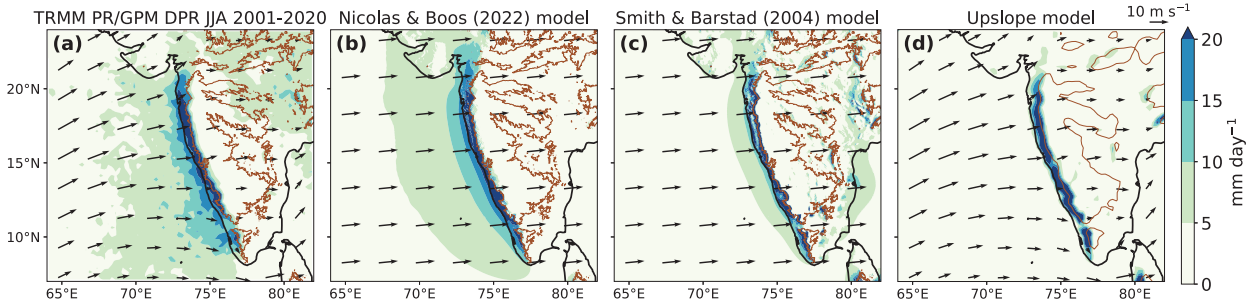 TRMM PR/GPM DPR JJA 2001-2020
Nicolas & Boos (2022) model
Smith & Barstad (2004) model
Upslope model
10 m s⁻¹
(a)
(b)
(c)
(d)
20°N
15°N
10°N
65°E 70°E 75°E 80°E
65°E 70°E 75°E 80°E
65°E 70°E 75°E 80°E
65°E 70°E 75°E 80°E
20
15
10
5
0
mm day⁻¹